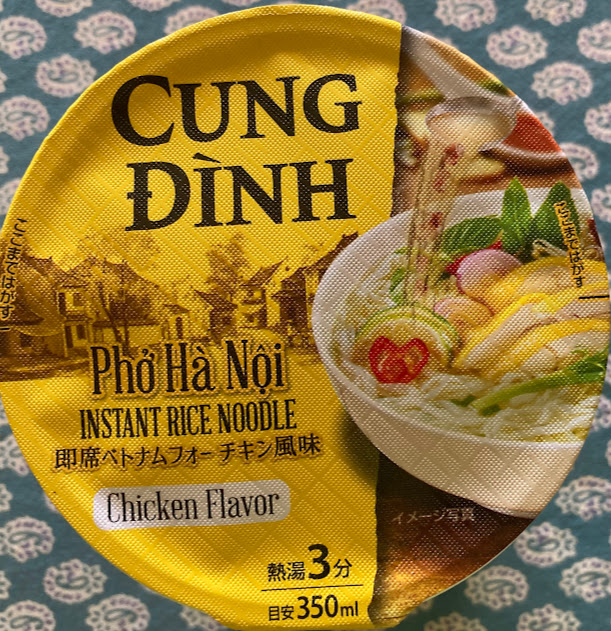 CUNG
ĐÌNH
ここまではがす
ここまではがす
Phở Hà Nội
INSTANT RICE NOODLE
即席ベトナムフォー チキン風味
Chicken Flavor
イメージ写真
熱湯3分
目安350ml